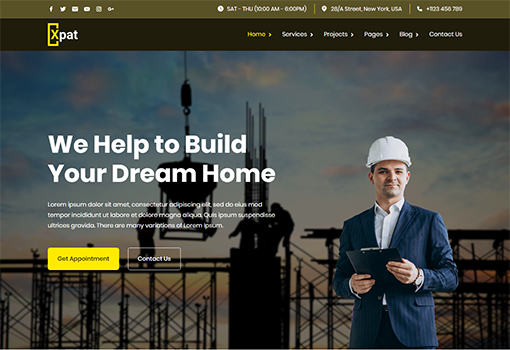 SAT - THU (10:00 AM - 6:00PM)
28/A Street, New York, USA
+1123 456 789
Xpat
Home
Services
Projects
Pages
Blog
Contact Us
We Help to Build
Your Dream Home
Lorem ipsum dolor sit amet, consectetur adipiscing elit, sed do eius mod
tempor incididunt ut labore et dolore magna aliqua. Quis ipsum suspendisse
ultrices gravida. There are many variations of Lorem Ipsum.
Get Appointment
Contact Us